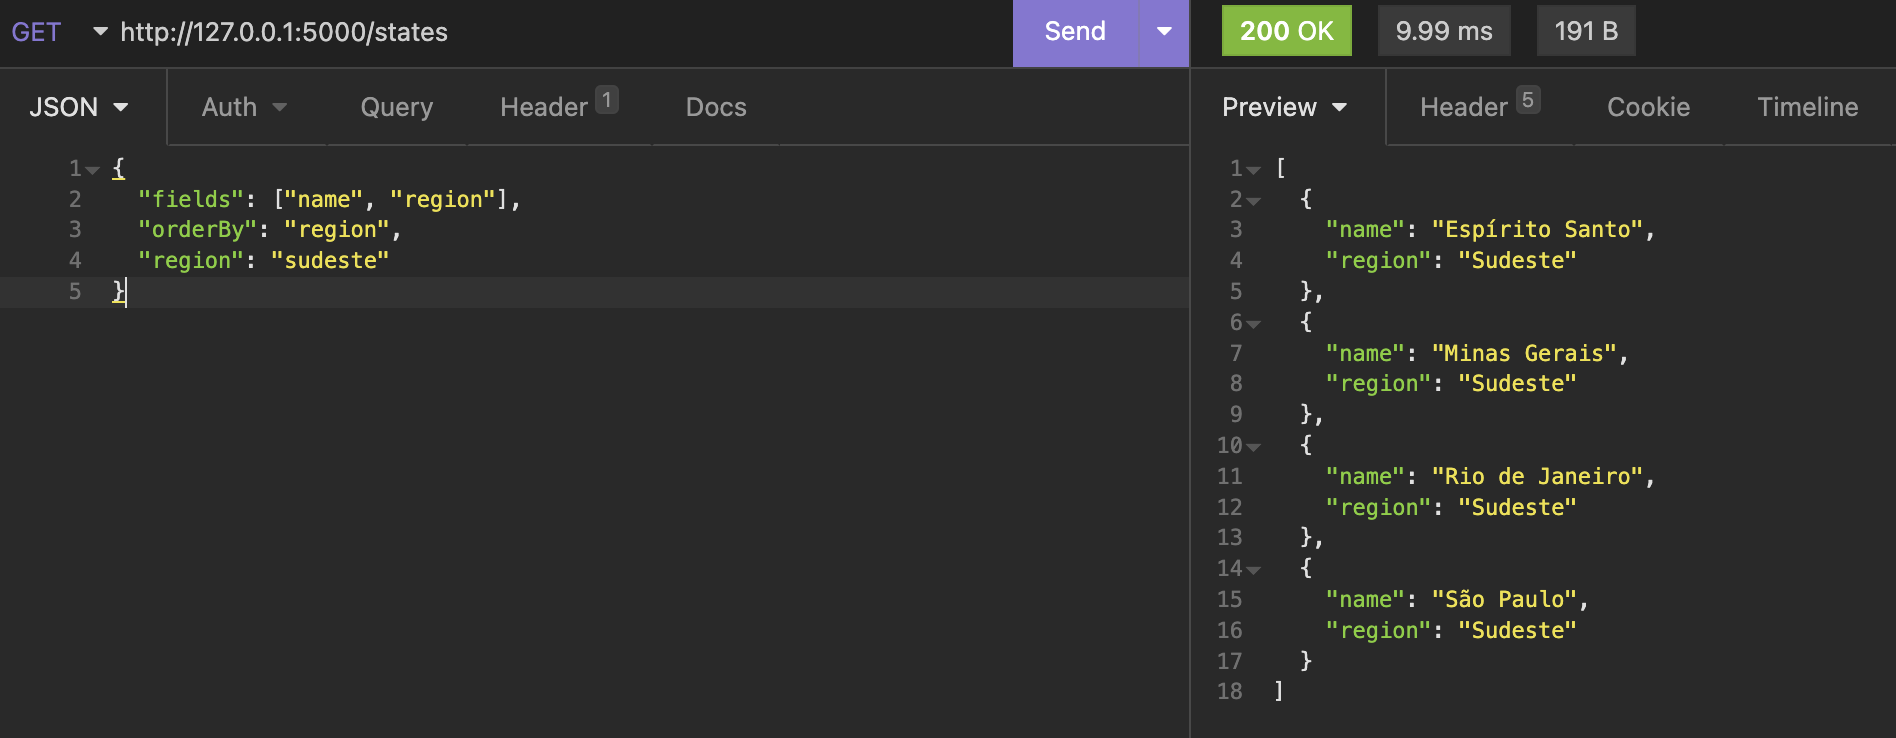 GET http://127.0.0.1:5000/states Send 200 OK 9.99 ms 191 B
JSON Auth Query Header 1 Docs
1 {
2 "fields": ["name", "region"],
3 "orderBy": "region",
4 "region": "sudeste"
5 }
Preview Header 5 Cookie Timeline
1 [
2 {
3 "name": "Espírito Santo",
4 "region": "Sudeste"
5 },
6 {
7 "name": "Minas Gerais",
8 "region": "Sudeste"
9 },
10 {
11 "name": "Rio de Janeiro",
12 "region": "Sudeste"
13 },
14 {
15 "name": "São Paulo",
16 "region": "Sudeste"
17 }
18 ]